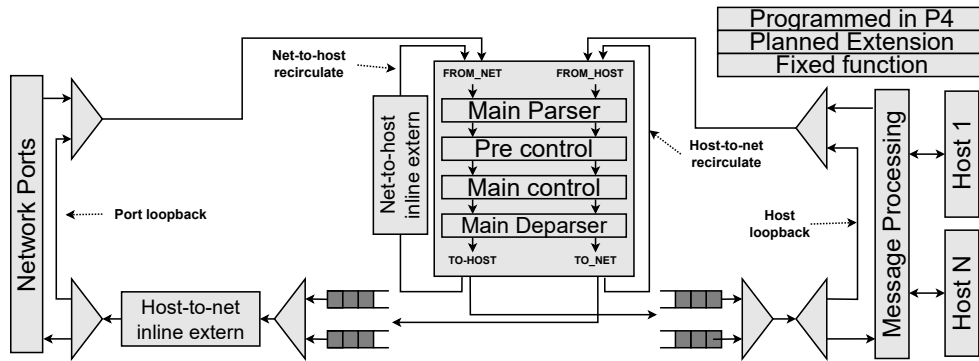 Programmed in P4
Planned Extension
Fixed function
Net-to-host
recirculate
FROM_NET
FROM_HOST
Main Parser
Pre control
Main control
Main Deparser
TO-HOST
TO_NET
Net-to-host
inline extern
Host-to-net
recirculate
Network Ports
Port loopback
Host-to-net
inline extern
Host
loopback
Message Processing
Host 1
Host N